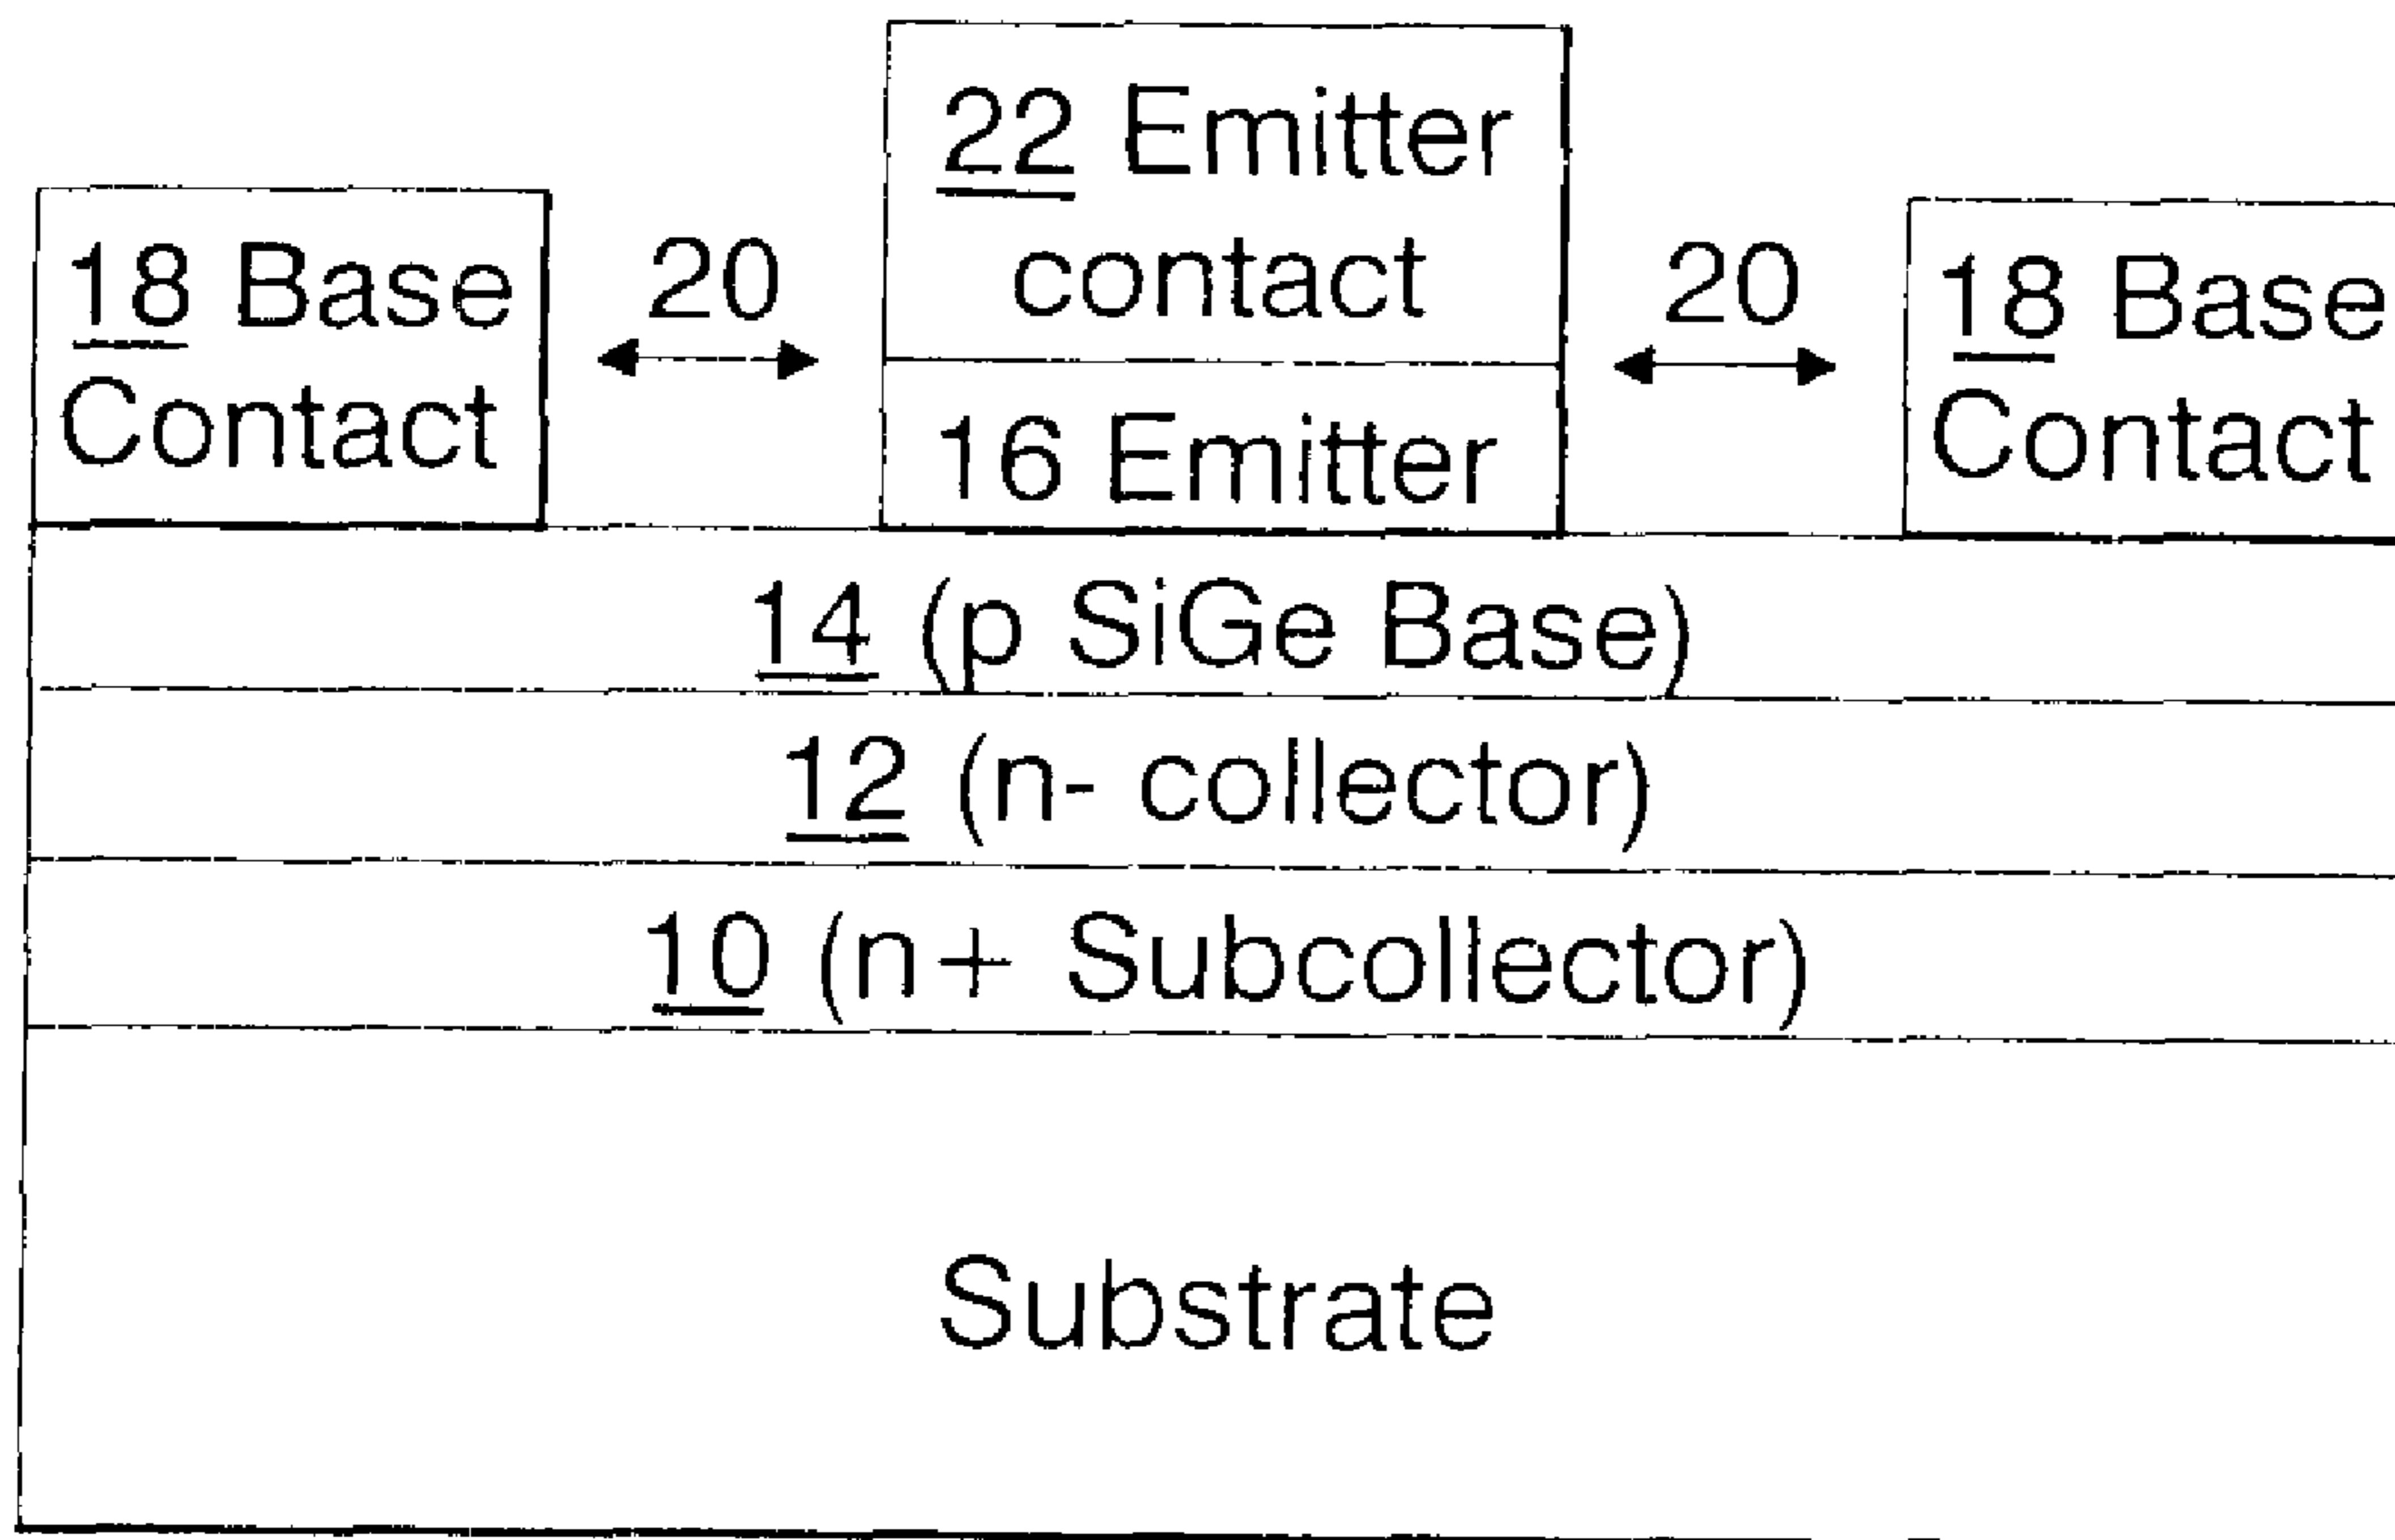 22 Emitter
contact
18 Base
Contact
20
20
18 Base
Contact
16 Emitter
14 (p SiGe Base)
12 (n- collector)
10 (n+ Subcollector)
Substrate